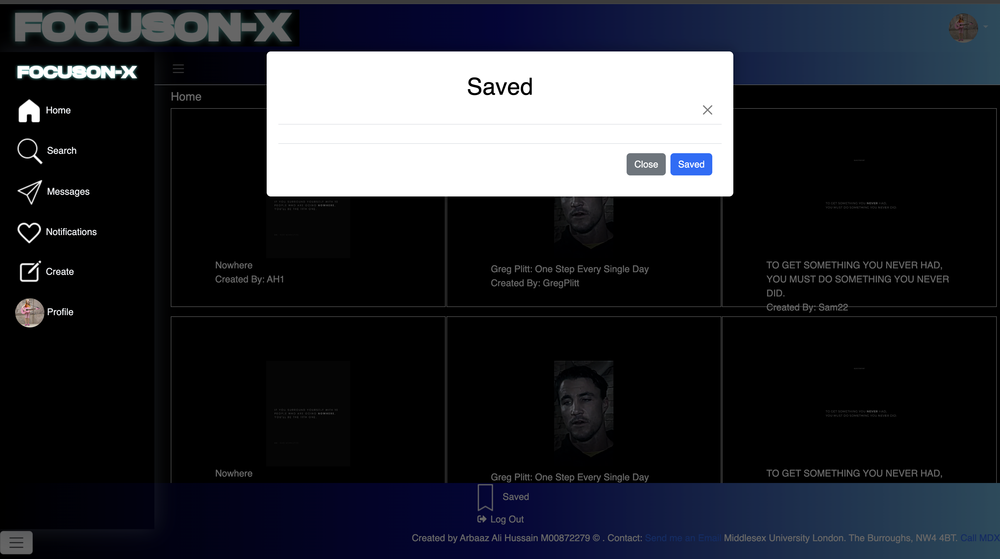 FOCUSON-X
FOCUSON-X
Home
Search
Messages
Notifications
Create
Profile
Saved
Close
Saved
Home
IF YOU SURROUND YOURSELF WITH 10
PEOPLE WHO ARE GOING NOWHERE.
YOU'LL BE THE 11TH ONE.
Nowhere
Created By: AH1
Greg Plitt: One Step Every Single Day
Created By: GregPlitt
TO GET SOMETHING YOU NEVER HAD,
YOU MUST DO SOMETHING YOU NEVER DID.
TO GET SOMETHING YOU NEVER HAD,
YOU MUST DO SOMETHING YOU NEVER
DID.
Created By: Sam22
IF YOU SURROUND YOURSELF WITH 10
PEOPLE WHO ARE GOING NOWHERE.
YOU'LL BE THE 11TH ONE.
Nowhere
Greg Plitt: One Step Every Single Day
TO GET SOMETHING YOU NEVER HAD,
YOU MUST DO SOMETHING YOU NEVER DID.
TO GET SOMETHING YOU NEVER HAD,
Saved
Log Out
Created by Arbaaz Ali Hussain M00872279 © . Contact: Send me an Email Middlesex University London. The Burroughs, NW4 4BT. Call MDX